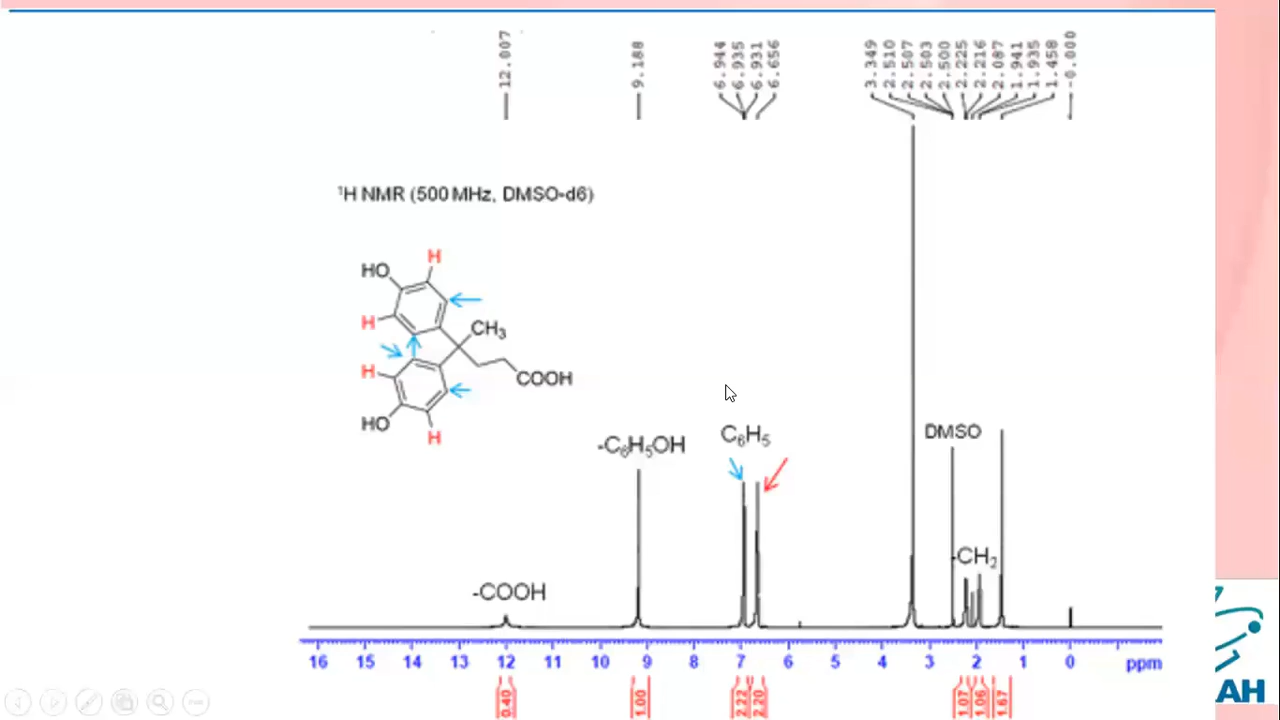 12.007 9.188 6.944 6.935 6.931 6.656 3.349 2.510 2.507 2.503 2.500 2.225 2.216 2.087 1.941 1.935 1.458 -0.000
¹H NMR (500 MHz, DMSO-d6)
H
HO
H
CH₃
H
COOH
HO
H
-C₆H₅OH
C₆H₅
DMSO
-CH₂
-COOH
16 15 14 13 12 11 10 9 8 7 6 5 4 3 2 1 0 ppm
0.40 1.00 2.22 2.20 1.07 1.06 1.67
AH